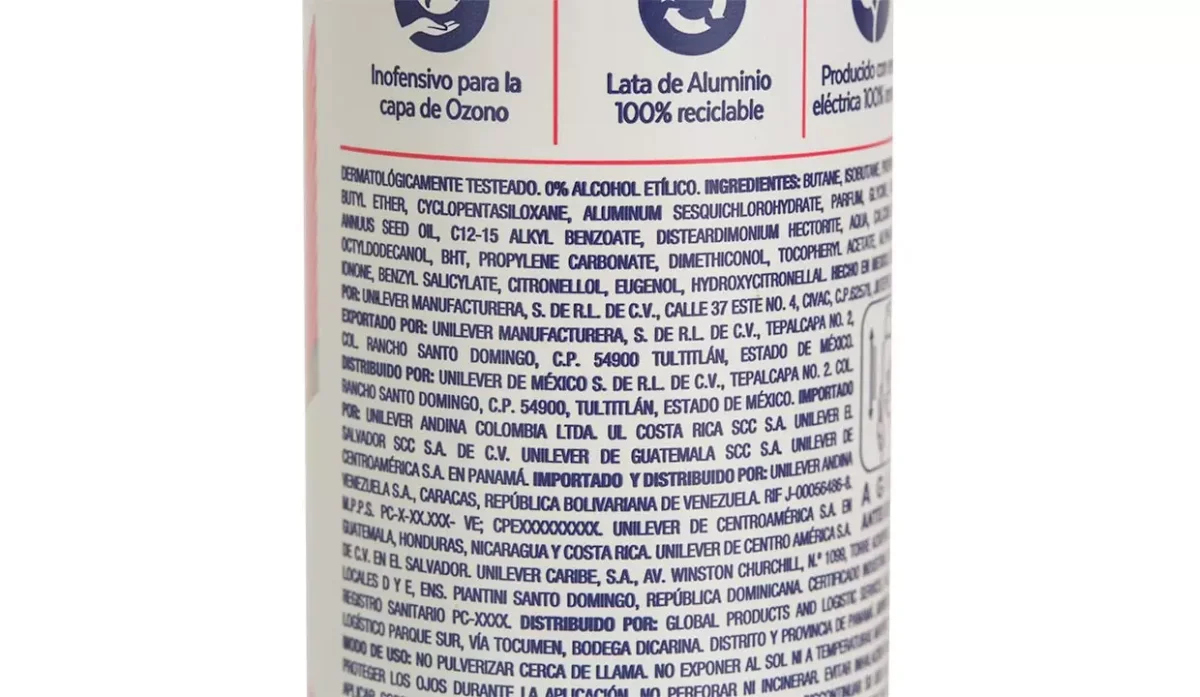 Inofensivo para la
capa de Ozono
Lata de Aluminio
100% reciclable
Producido con
eléctrica 100%
DERMATOLÓGICAMENTE TESTEADO. 0% ALCOHOL ETÍLICO. INGREDIENTES: BUTANE, ISOBUTANE,
BUTYL ETHER, CYCLOPENTASILOXANE, ALUMINUM SESQUICHLOROHYDRATE, PARFUM,
ANNUUS SEED OIL, C12-15 ALKYL BENZOATE, DISTEARDIMONIUM HECTORITE, AQUA,
OCTYLDODECANOL, BHT, PROPYLENE CARBONATE, DIMETHICONOL, TOCOPHERYL ACETATE,
IONONE, BENZYL SALICYLATE, CITRONELLOL, EUGENOL, HYDROXYCITRONELLAL. HECHO EN
POR: UNILEVER MANUFACTURERA, S. DE R.L. DE C.V., CALLE 37 ESTE NO. 4, CIVAC, C.P.
EXPORTADO POR: UNILEVER MANUFACTURERA, S. DE R.L. DE C.V., TEPALCAPA NO. 2,
COL. RANCHO SANTO DOMINGO, C.P. 54900 TULTITLÁN, ESTADO DE MÉXICO.
DISTRIBUIDO POR: UNILEVER DE MÉXICO S. DE R.L. DE C.V., TEPALCAPA NO. 2. COL.
RANCHO SANTO DOMINGO, C.P. 54900, TULTITLÁN, ESTADO DE MÉXICO. IMPORTADO
POR: UNILEVER ANDINA COLOMBIA LTDA. UL COSTA RICA SCC S.A. UNILEVER EL
SALVADOR SCC S.A. DE C.V. UNILEVER DE GUATEMALA SCC S.A. UNILEVER DE
CENTROAMÉRICA S.A. EN PANAMÁ. IMPORTADO Y DISTRIBUIDO POR: UNILEVER ANDINA
VENEZUELA S.A., CARACAS, REPÚBLICA BOLIVARIANA DE VENEZUELA. RIF J-00056486-8.
M.P.P.S. PC-X-XX.XXX- VE; CPEXXXXXXXXX. UNILEVER DE CENTROAMÉRICA S.A. EN
GUATEMALA, HONDURAS, NICARAGUA Y COSTA RICA. UNILEVER DE CENTRO AMÉRICA S.A.
DE C.V. EN EL SALVADOR. UNILEVER CARIBE, S.A., AV. WINSTON CHURCHILL, N.º 1099, TORRE
LOCALES D Y E, ENS. PIANTINI SANTO DOMINGO, REPÚBLICA DOMINICANA. CERTIFICADO
REGISTRO SANITARIO PC-XXXX. DISTRIBUIDO POR: GLOBAL PRODUCTS AND LOGISTIC
LOGÍSTICO PARQUE SUR, VÍA TOCUMEN, BODEGA DICARINA. DISTRITO Y PROVINCIA DE PANAMÁ,
MODO DE USO: NO PULVERIZAR CERCA DE LLAMA. NO EXPONER AL SOL NI A TEMPERATURAS
PROTEGER LOS OJOS DURANTE LA APLICACIÓN. NO PERFORAR NI INCINERAR. EVITAR